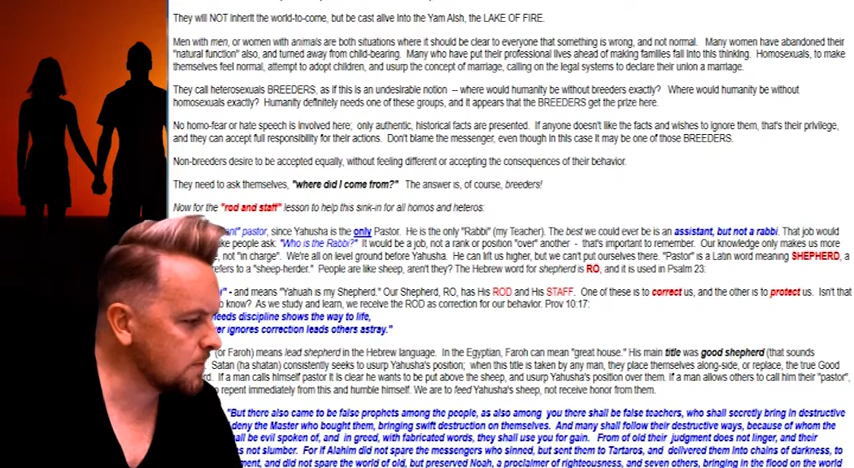 They will NOT inherit the world-to-come, but be cast alive into the Yam Aish, the LAKE OF FIRE.
Men with men, or women with animals are both situations where it should be clear to everyone that something is wrong, and not normal. Many women have abandoned their
"natural function" also, and turned away from child-bearing. Many who have put their professional lives ahead of making families fall into this thinking. Homosexuals, to make
themselves feel normal, attempt to adopt children, and usurp the concept of marriage, calling on the legal systems to declare their union a marriage.
They call heterosexuals BREEDERS, as if this is an undesirable notion -- where would humanity be without breeders exactly? Where would humanity be without
homosexuals exactly? Humanity definitely needs one of these groups, and it appears that the BREEDERS get the prize here.
No homo-fear or hate speech is involved here; only authentic, historical facts are presented. If anyone doesn't like the facts and wishes to ignore them, that's their privilege,
and they can accept full responsibility for their actions. Don't blame the messenger, even though in this case it may be one of those BREEDERS.
Non-breeders desire to be accepted equally, without feeling different or accepting the consequences of their behavior.
They need to ask themselves, "where did I come from?" The answer is, of course, breeders!
Now for the "rod and staff" lesson to help this sink-in for all homos and heteros:
pastor, since Yahusha is the only Pastor. He is the only "Rabbi" (my Teacher). The best we could ever be is an assistant, but not a rabbi. That job would
people ask: "Who is the Rabbi?" It would be a job, not a rank or position "over" another - that's important to remember. Our knowledge only makes us more
, not "in charge". We're all on level ground before Yahusha. He can lift us higher, but we can't put ourselves there. "Pastor" is a Latin word meaning SHEPHERD, a
to a "sheep-herder." People are like sheep, aren't they? The Hebrew word for shepherd is RO, and it is used in Psalm 23:
" - and means "Yahuah is my Shepherd." Our Shepherd, RO, has His ROD and His STAFF. One of these is to correct us, and the other is to protect us. Isn't that
know? As we study and learn, we receive the ROD as correction for our behavior. Prov 10:17:
discipline shows the way to life,
ignores correction leads others astray."
(or Faroh) means lead shepherd in the Hebrew language. In the Egyptian, Faroh can mean "great house." His main title was good shepherd (that sounds
Satan (ha shatan) consistently seeks to usurp Yahusha's position; when this title is taken by any man, they place themselves along-side, or replace, the true Good
If a man calls himself pastor it is clear he wants to be put above the sheep, and usurp Yahusha's position over them. If a man allows others to call him their "pastor",
repent immediately from this and humble himself. We are to feed Yahusha's sheep, not receive honor from them.
"But there also came to be false prophets among the people, as also among you there shall be false teachers, who shall secretly bring in destructive
deny the Master who bought them, bringing swift destruction on themselves. And many shall follow their destructive ways, because of whom the
be evil spoken of, and in greed, with fabricated words, they shall use you for gain. From of old their judgment does not linger, and their
not slumber. For if Alahim did not spare the messengers who sinned, but sent them to Tartaros, and delivered them into chains of darkness, to
and did not spare the world of old, but preserved Noah, a proclaimer of righteousness, and seven others, bringing in the flood on the world